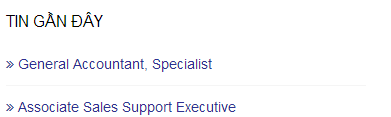 TIN GẦN ĐÂY
» General Accountant, Specialist
» Associate Sales Support Executive